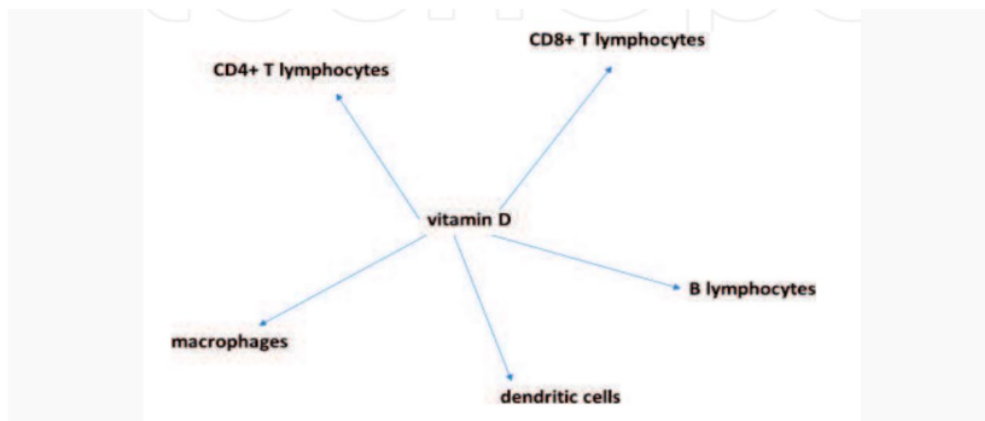 CD8+ T lymphocytes
CD4+ T lymphocytes
vitamin D
B lymphocytes
macrophages
dendritic cells